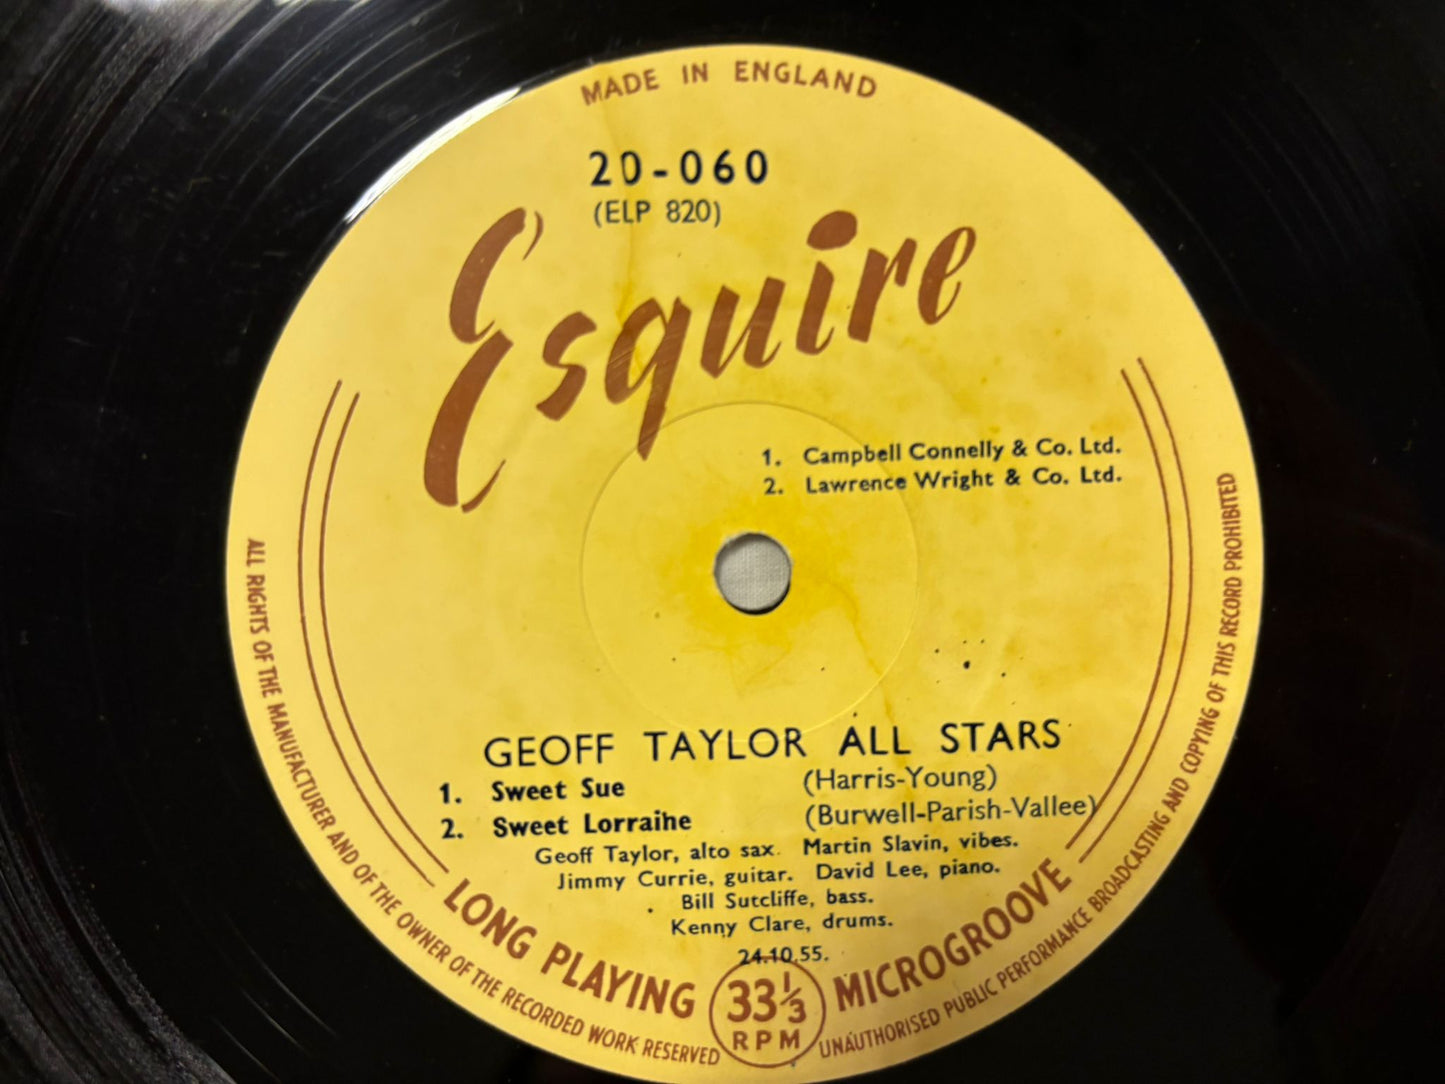 MADE IN ENGLAND
20-060
(ELP 820)
Esquire
1. Campbell Connelly & Co. Ltd.
2. Lawrence Wright & Co. Ltd.
GEOFF TAYLOR ALL STARS
1. Sweet Sue (Harris-Young)
2. Sweet Lorraine (Burwell-Parish-Vallee)
Geoff Taylor, alto sax. Martin Slavin, vibes.
Jimmy Currie, guitar. David Lee, piano.
Bill Sutcliffe, bass.
Kenny Clare, drums.
24.10.55.
LONG PLAYING 33⅓ RPM MICROGROOVE
ALL RIGHTS OF THE MANUFACTURER AND OF THE OWNER OF THE RECORDED WORK RESERVED
UNAUTHORISED PUBLIC PERFORMANCE BROADCASTING AND COPYING OF THIS RECORD PROHIBITED